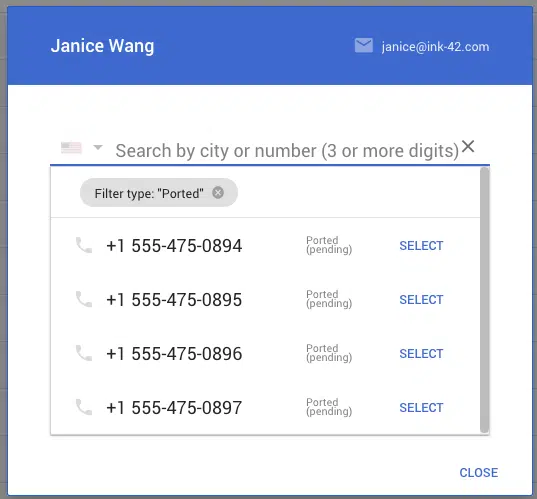 Janice Wang
janice@ink-42.com
Search by city or number (3 or more digits)
Filter type: "Ported"
+1 555-475-0894 Ported (pending) SELECT
+1 555-475-0895 Ported (pending) SELECT
+1 555-475-0896 Ported (pending) SELECT
+1 555-475-0897 Ported (pending) SELECT
CLOSE